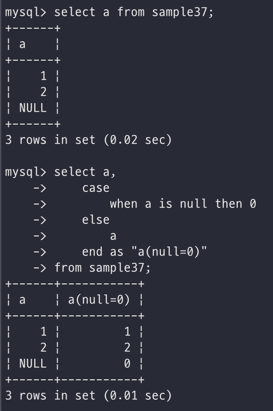 mysql> select a from sample37;
+------+
¦ a    ¦
+------+
¦    1 ¦
¦    2 ¦
¦ NULL ¦
+------+
3 rows in set (0.02 sec)
mysql> select a,
    ->     case
    ->         when a is null then 0
    ->     else
    ->         a
    ->     end as "a(null=0)"
    -> from sample37;
+------+-----------+
¦ a    ¦ a(null=0) ¦
+------+-----------+
¦    1 ¦         1 ¦
¦    2 ¦         2 ¦
¦ NULL ¦         0 ¦
+------+-----------+
3 rows in set (0.01 sec)